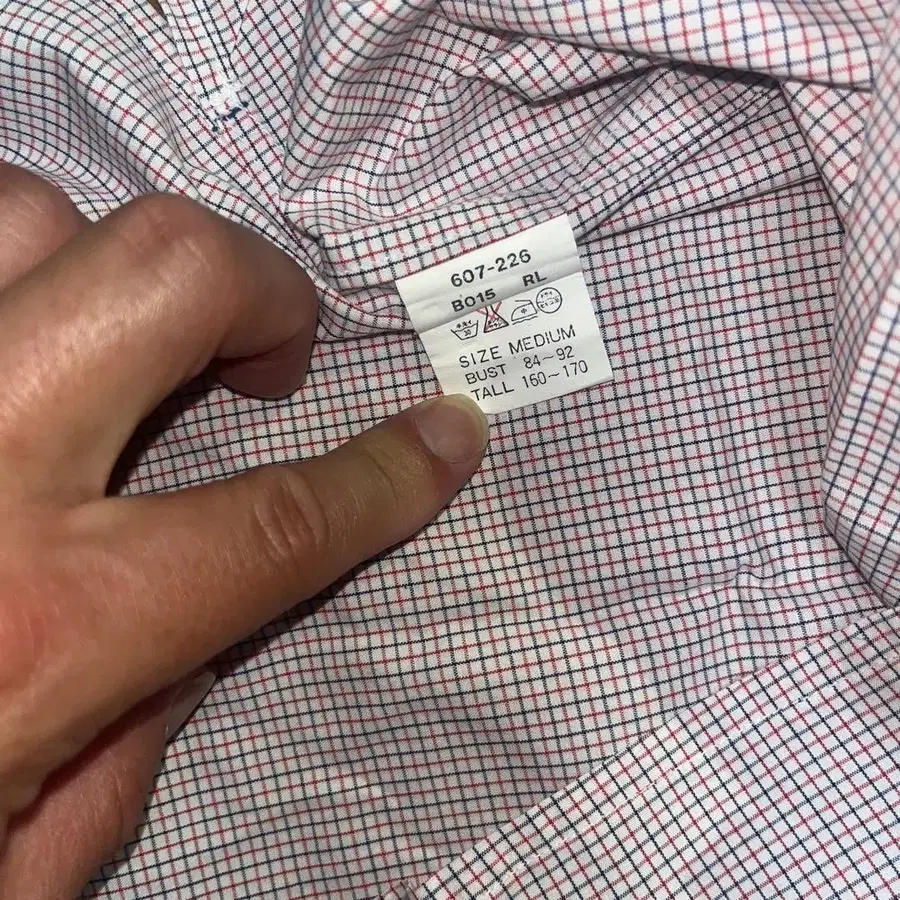 607-226
B015 RL
SIZE MEDIUM
BUST 84~92
TALL 160~170